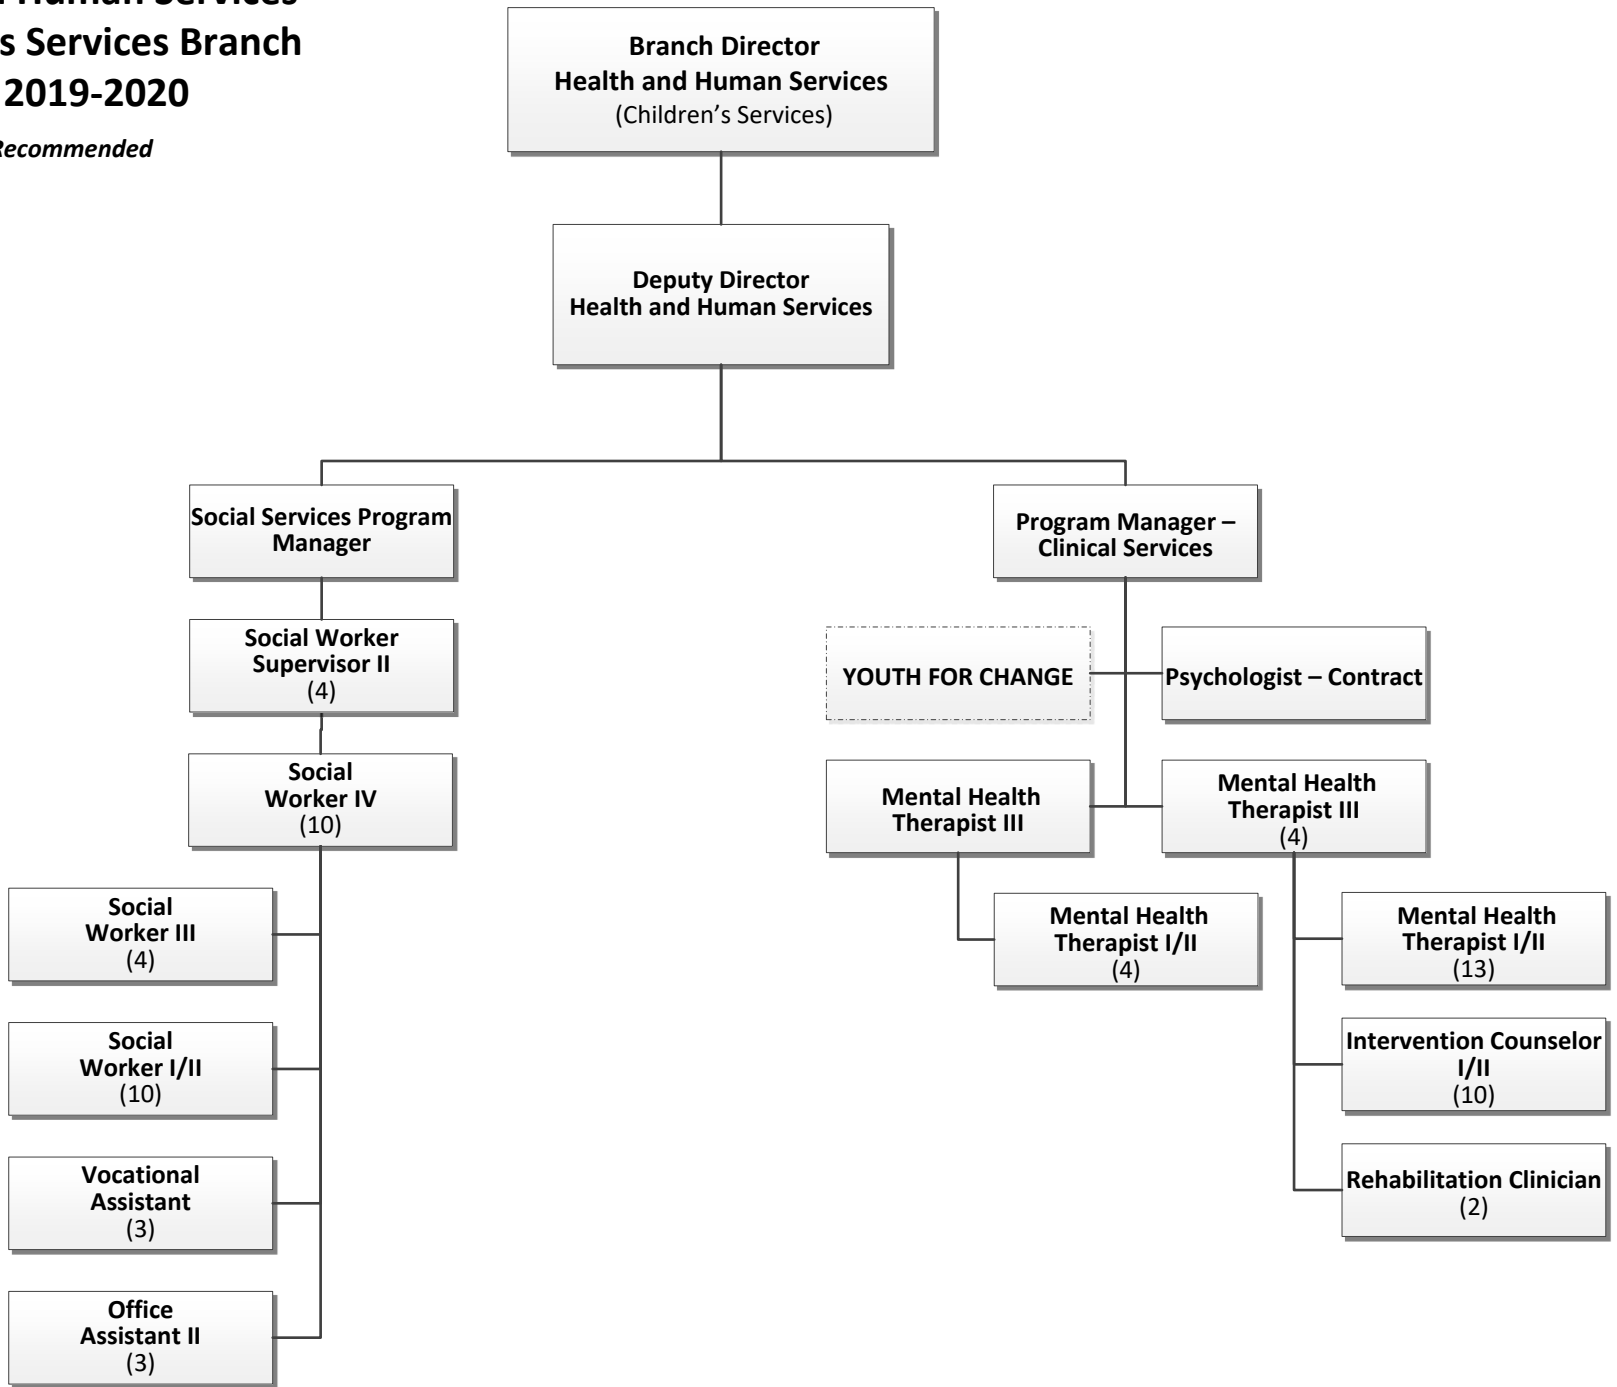 Human Services
s Services Branch
2019-2020
Recommended
Branch Director
Health and Human Services
(Children's Services)
Deputy Director
Health and Human Services
Social Services Program
Manager
Program Manager –
Clinical Services
Social Worker
Supervisor II
(4)
YOUTH FOR CHANGE
Psychologist – Contract
Social
Worker IV
(10)
Mental Health
Therapist III
Mental Health
Therapist III
(4)
Social
Worker III
(4)
Mental Health
Therapist I/II
(4)
Mental Health
Therapist I/II
(13)
Social
Worker I/II
(10)
Intervention Counselor
I/II
(10)
Vocational
Assistant
(3)
Rehabilitation Clinician
(2)
Office
Assistant II
(3)